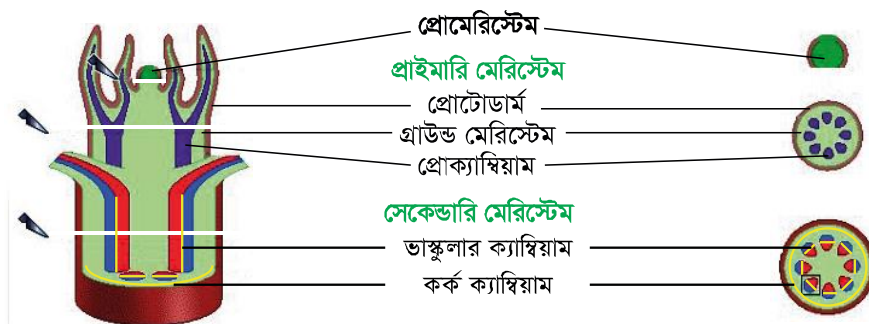 প্রোমেরিস্টেম
প্রাইমারি মেরিস্টেম
প্রোটোডার্ম
গ্রাউন্ড মেরিস্টেম
প্রোক্যাম্বিয়াম
সেকেন্ডারি মেরিস্টেম
ভাস্কুলার ক্যাম্বিয়াম
কর্ক ক্যাম্বিয়াম